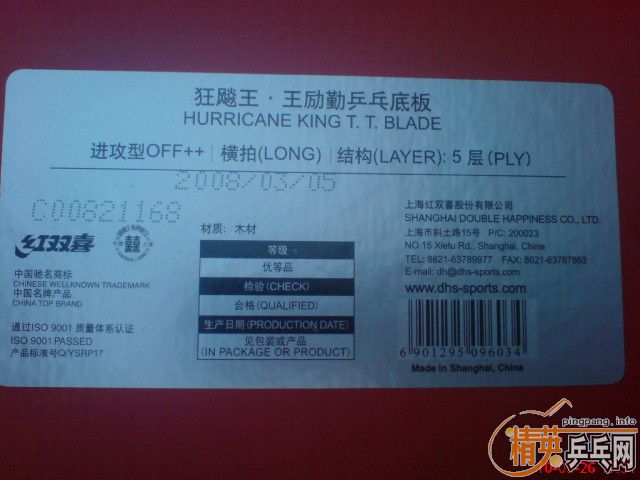 狂飚王·王励勤乒乓底板
HURRICANE KING T. T. BLADE
进攻型OFF++ | 横拍(LONG) | 结构(LAYER): 5 层(PLY)
2008/03/05
C00821168
红双喜
中国驰名商标
CHINESE WELLKNOWN TRADEMARK
中国名牌产品
CHINA TOP BRAND
通过ISO 9001 质量体系认证
ISO 9001 PASSED
产品标准号Q/YSRP17
材质: 木材
等级
优等品
检验(CHECK)
合格(QUALIFIED)
生产日期(PRODUCTION DATE)
见包装或产品
(IN PACKAGE OR PRODUCT)
上海红双喜股份有限公司
SHANGHAI DOUBLE HAPPINESS CO., LTD.
上海市斜土路15号 P/C: 200023
NO.15 Xietu Rd., Shanghai, China
TEL: 8621-63789977 FAX: 8621-63787863
E-mail: dh@dhs-sports.com
www.dhs-sports.com
6 901295 096034
Made in Shanghai, China
pingpang.info
精英乒乓网